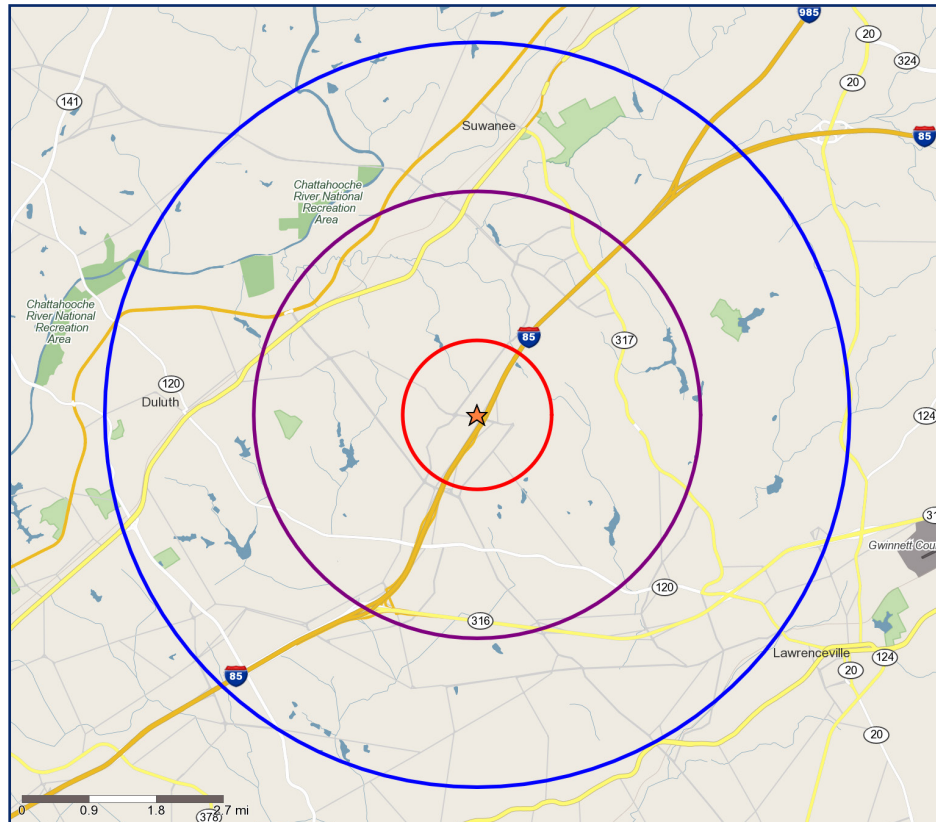 985
20
324
20
141
85
Suwanee
Chattahooche
River National
Recreation
Area
Chattahooche
River National
Recreation
Area
85
317
120
Duluth
124
31
Gwinnett Cou
120
316
Lawrenceville
124
85
20
20
0 0.9 1.8 2.7 mi
378